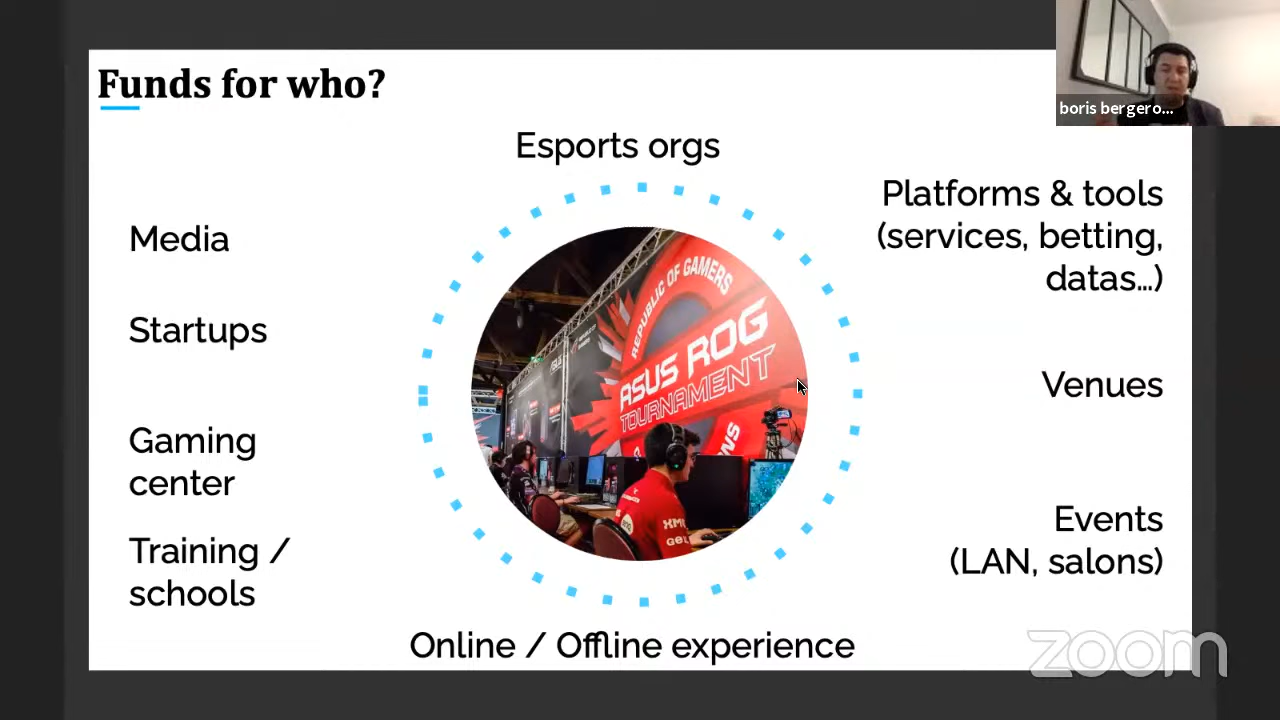 Funds for who?
boris bergero...
Esports orgs
Platforms & tools
(services, betting,
datas...)
Media
Startups
Venues
Gaming
center
Events
(LAN, salons)
Training /
schools
Online / Offline experience
REPUBLIC OF GAMERS
ASUS ROG
TOURNAMENT
zoom